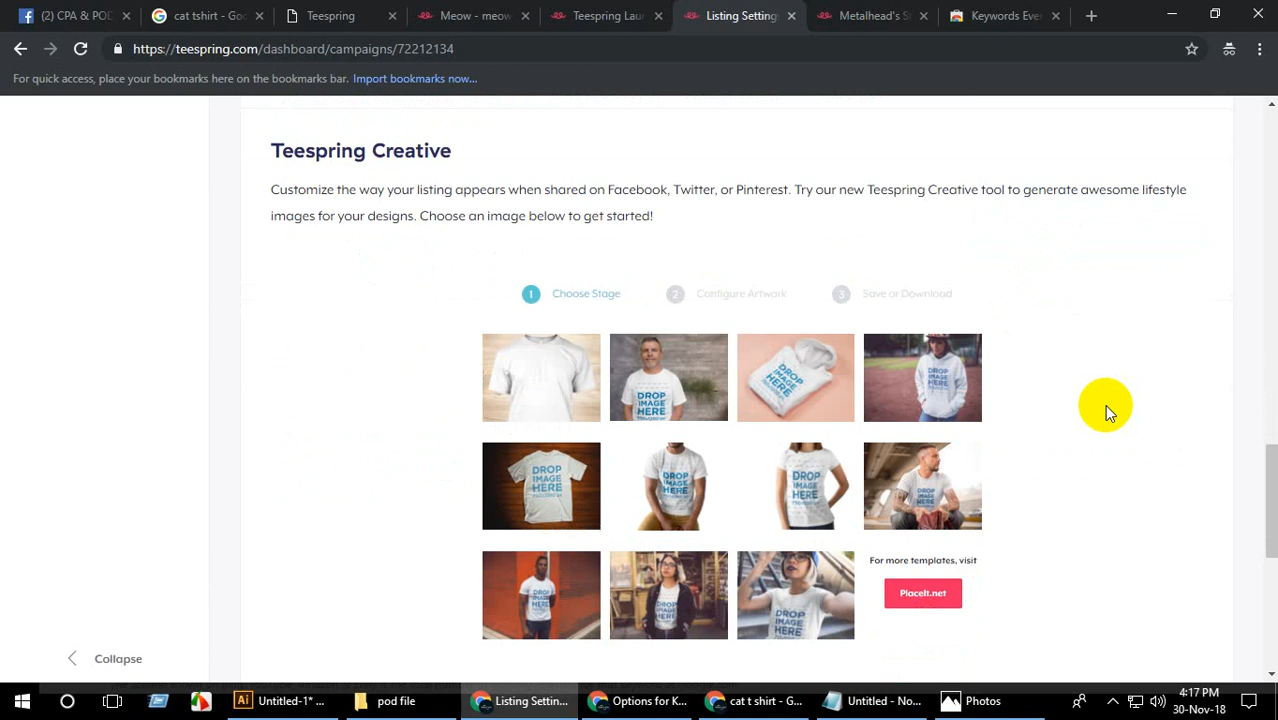 (2) CPA & POD
cat tshirt - Goo
Teespring
Meow - meow
Teespring Lau
Listing Setting
Metalhead's S
Keywords Ever
https://teespring.com/dashboard/campaigns/72212134
For quick access, place your bookmarks here on the bookmarks bar. Import bookmarks now...
Teespring Creative
Customize the way your listing appears when shared on Facebook, Twitter, or Pinterest. Try our new Teespring Creative tool to generate awesome lifestyle
images for your designs. Choose an image below to get started!
1 Choose Stage 2 Configure Artwork 3 Save or Download
DROP IMAGE HERE
DROP IMAGE HERE
DROP IMAGE HERE
DROP IMAGE HERE
DROP IMAGE HERE
DROP IMAGE HERE
DROP IMAGE HERE
DROP IMAGE HERE
DROP IMAGE HERE
DROP IMAGE HERE
For more templates, visit
PlaceIt.net
Collapse
Ai Untitled-1* ...
pod file
Listing Settin...
Options for K...
cat t shirt - G...
Untitled - No...
Photos
4:17 PM
30-Nov-18